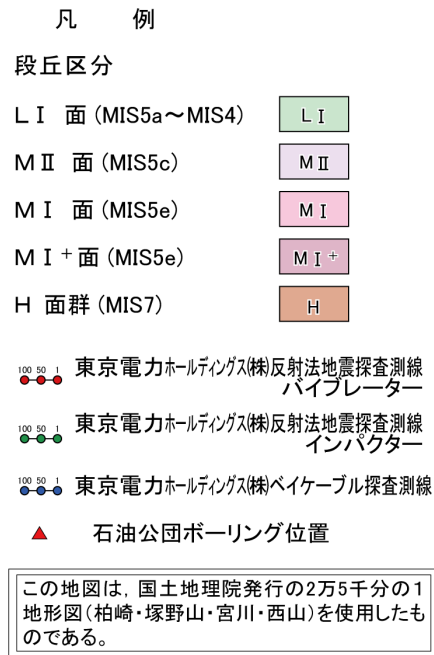 凡 例
段丘区分
LⅠ 面 (MIS5a～MIS4) LⅠ
MⅡ 面 (MIS5c) MⅡ
MⅠ 面 (MIS5e) MⅠ
MⅠ⁺面 (MIS5e) MⅠ⁺
H 面群 (MIS7) H
100 50 1 東京電力ホールディングス㈱反射法地震探査測線
バイブレーター
100 50 1 東京電力ホールディングス㈱反射法地震探査測線
インパクター
100 50 1 東京電力ホールディングス㈱ベイケーブル探査測線
石油公団ボーリング位置
この地図は，国土地理院発行の2万5千分の1
地形図（柏崎・塚野山・宮川・西山）を使用したも
のである。